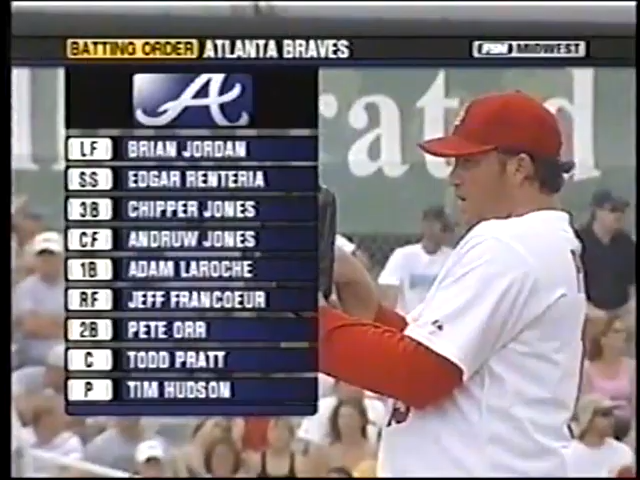 BATTING ORDER ATLANTA BRAVES FSN MIDWEST
A
LF BRIAN JORDAN
SS EDGAR RENTERIA
3B CHIPPER JONES
CF ANDRUW JONES
1B ADAM LAROCHE
RF JEFF FRANCOEUR
2B PETE ORR
C TODD PRATT
P TIM HUDSON
rated